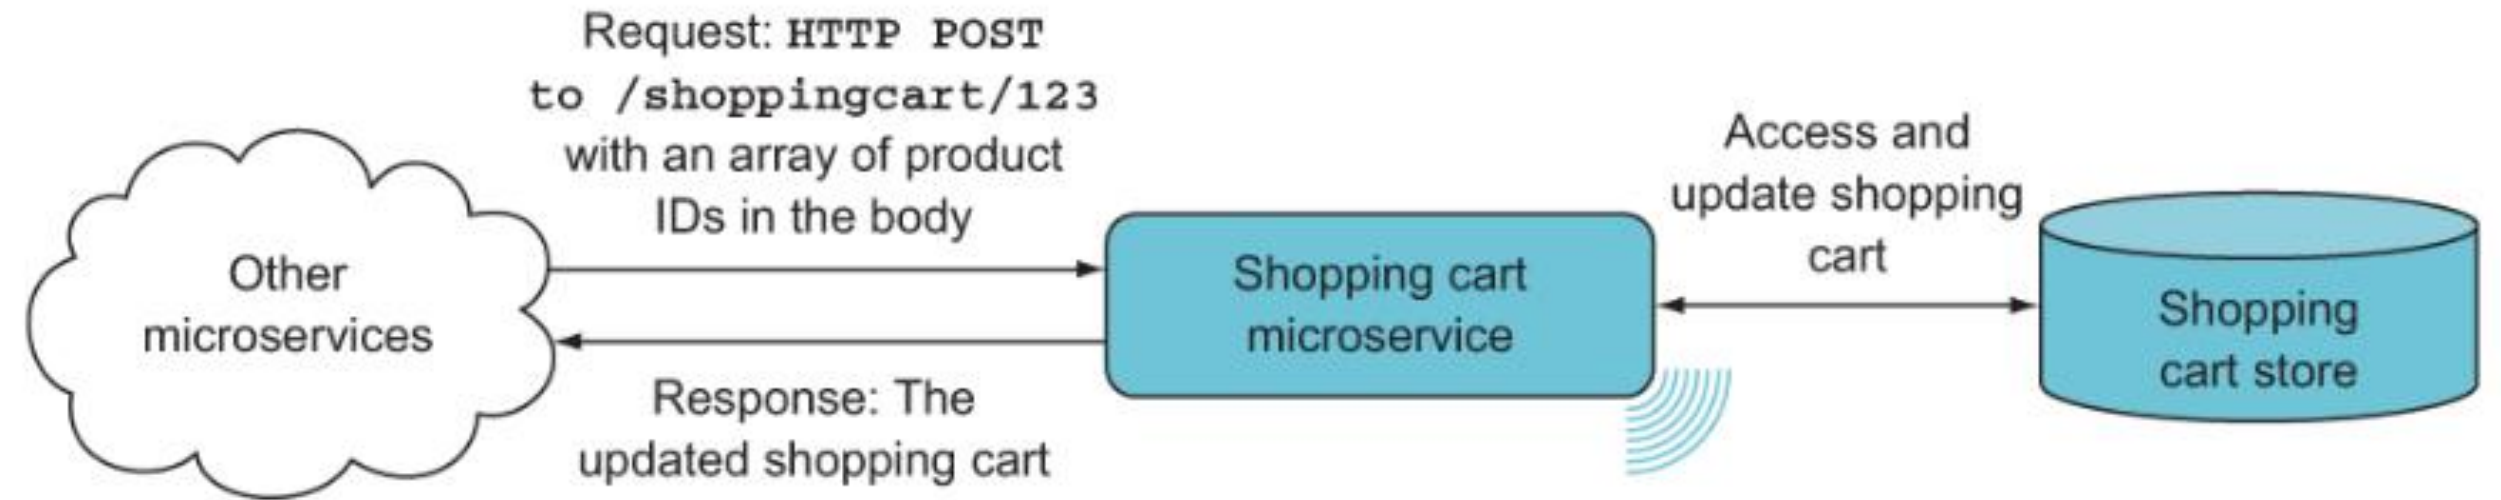 Request: HTTP POST
to /shoppingcart/123
with an array of product
IDs in the body
Other
microservices
Response: The
updated shopping cart
Shopping cart
microservice
Access and
update shopping
cart
Shopping
cart store